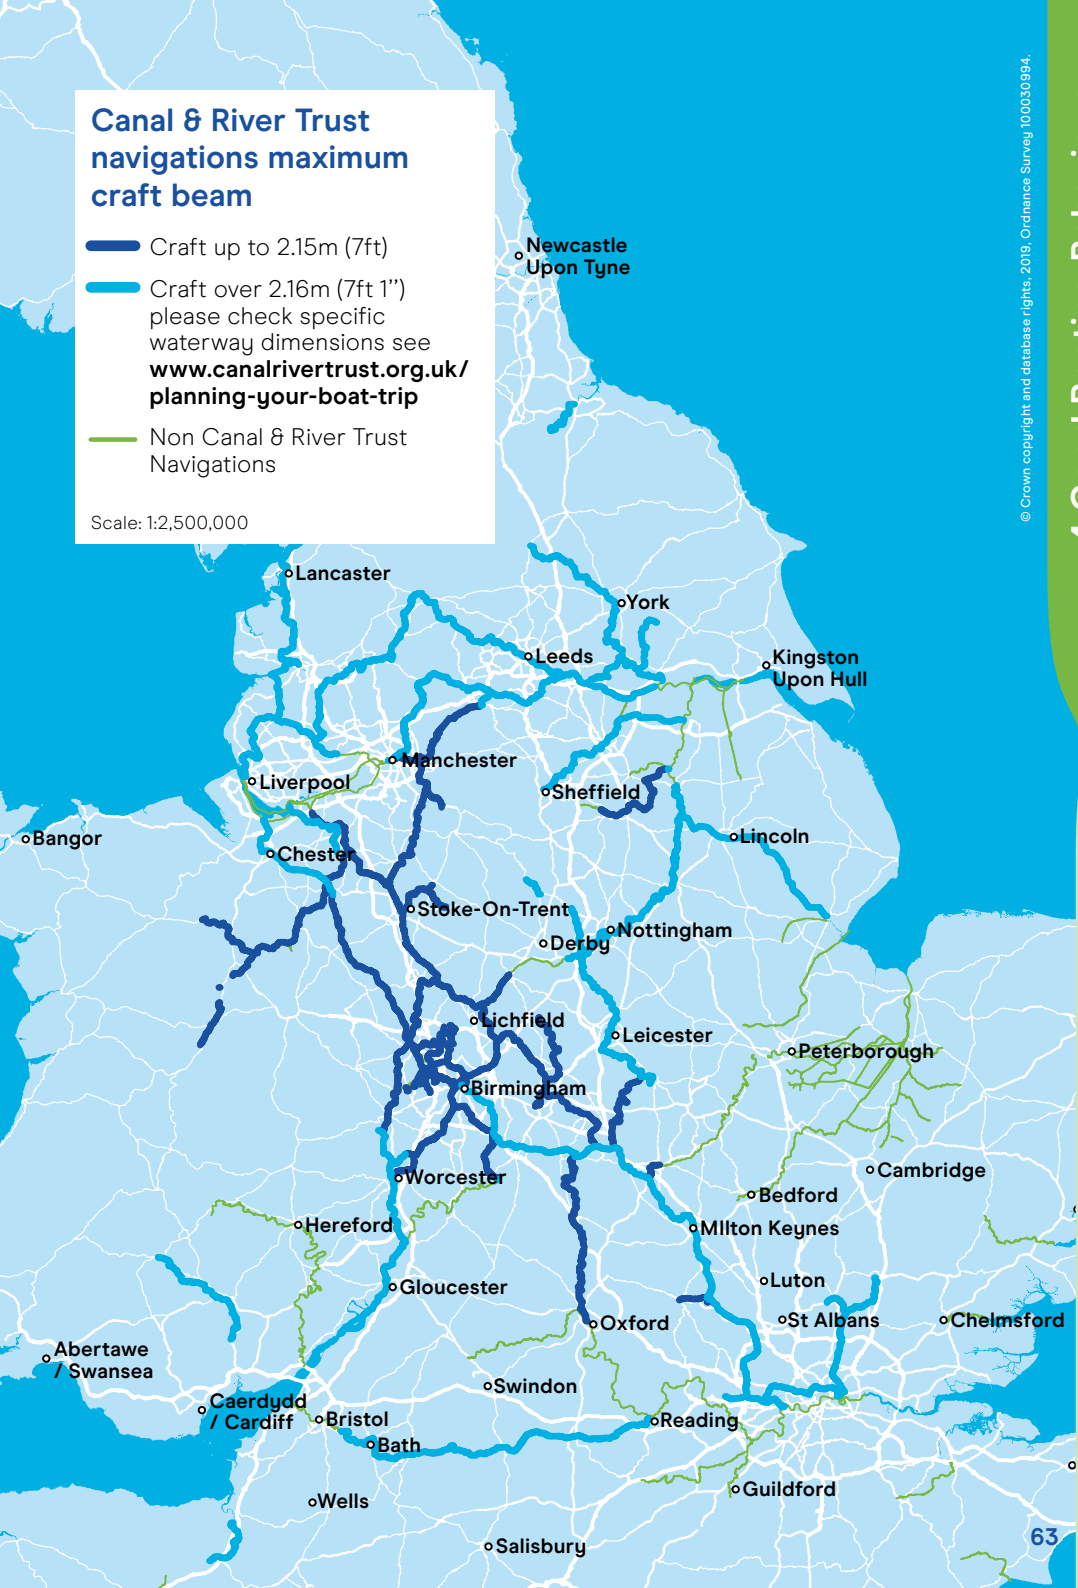 Canal & River Trust
navigations maximum
craft beam
Craft up to 2.15m (7ft)
Craft over 2.16m (7ft 1’’)
please check specific
waterway dimensions see
www.canalrivertrust.org.uk/
planning-your-boat-trip
Non Canal & River Trust
Navigations
Scale: 1:2,500,000
© Crown copyright and database rights, 2019, Ordnance Survey 100030994.
Newcastle
Upon Tyne
Lancaster
York
Leeds
Kingston
Upon Hull
Manchester
Liverpool
Sheffield
Bangor
Lincoln
Chester
Stoke-On-Trent
Nottingham
Derby
Lichfield
Leicester
Peterborough
Birmingham
Cambridge
Worcester
Bedford
Hereford
MIlton Keynes
Luton
Gloucester
Oxford
St Albans
Chelmsford
Abertawe
/ Swansea
Swindon
Caerdydd
/ Cardiff
Bristol
Reading
Bath
Guildford
Wells
Salisbury
63